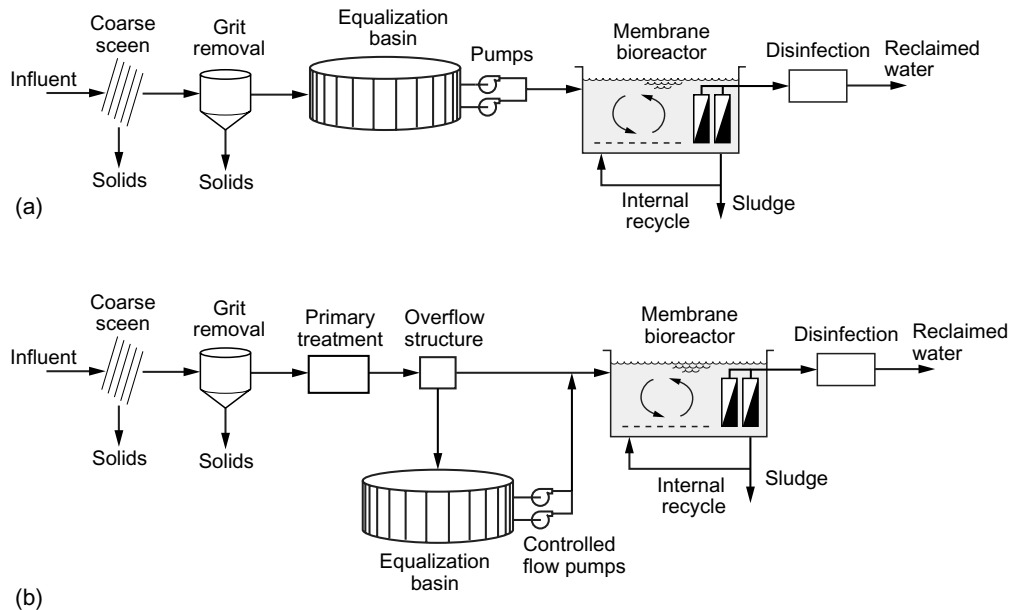 Coarse
sceen
Grit
removal
Equalization
basin
Pumps
Membrane
bioreactor
Disinfection
Reclaimed
water
Influent
Solids
Solids
Internal
recycle
Sludge
(a)
Coarse
sceen
Grit
removal
Primary
treatment
Overflow
structure
Membrane
bioreactor
Disinfection
Reclaimed
water
Influent
Solids
Solids
Internal
recycle
Sludge
Equalization
basin
Controlled
flow pumps
(b)